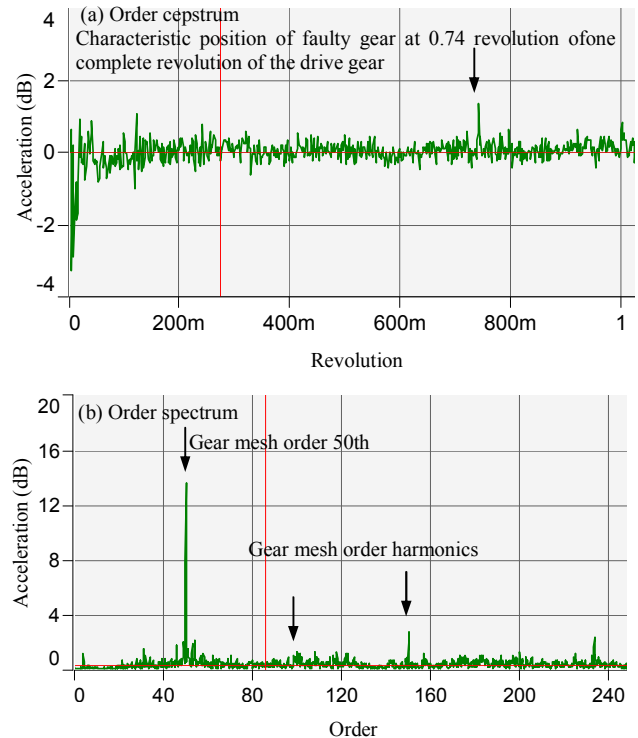 (a) Order cepstrum
Characteristic position of faulty gear at 0.74 revolution ofone
complete revolution of the drive gear
4
2
0
-2
-4
Acceleration (dB)
0 200m 400m 600m 800m 1
Revolution
(b) Order spectrum
Gear mesh order 50th
Gear mesh order harmonics
20
16
12
8
4
0
Acceleration (dB)
0 40 80 120 160 200 240
Order